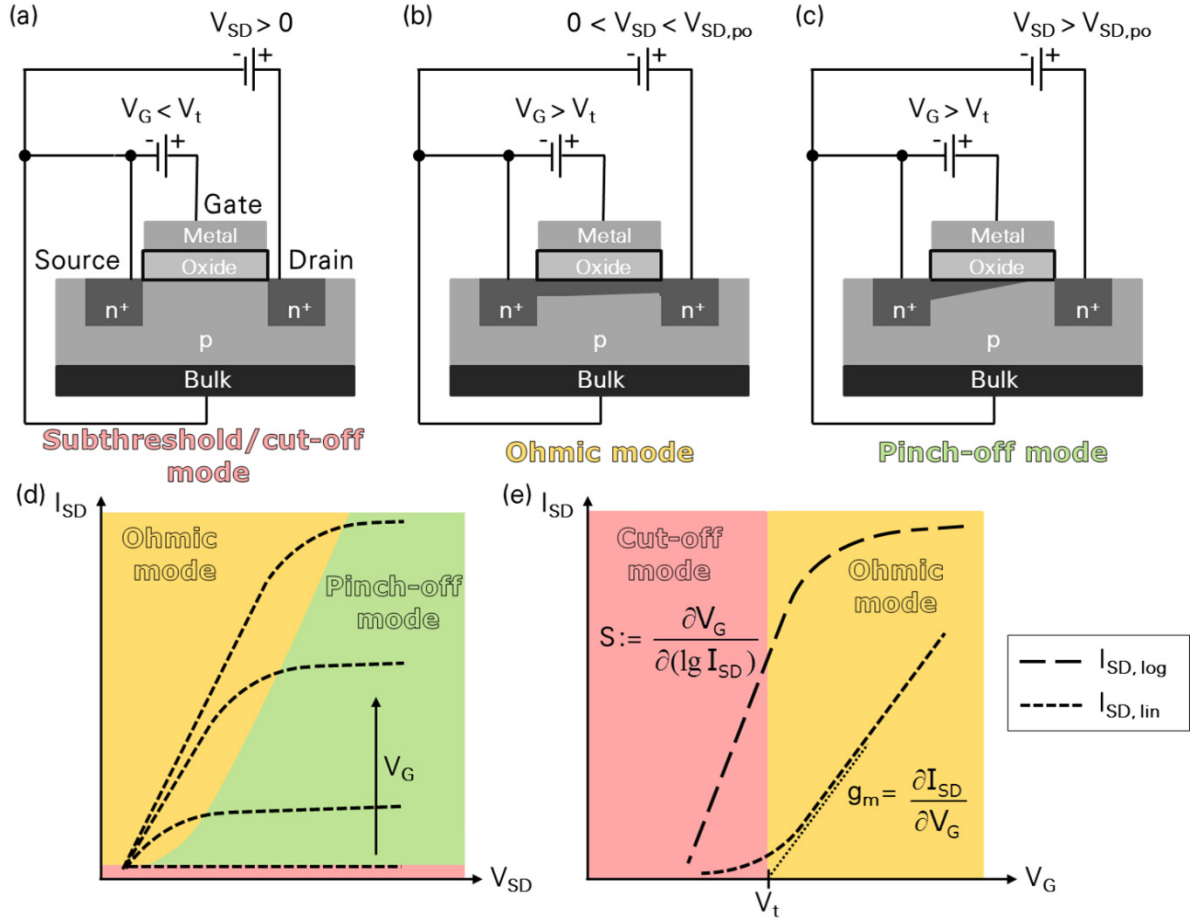 (a)
V_SD > 0
- +
V_G < V_t
- +
Gate
Metal
Source
Oxide
Drain
n⁺
n⁺
p
Bulk
Subthreshold/cut-off
mode
(b)
0 < V_SD < V_SD,po
- +
V_G > V_t
- +
Metal
Oxide
n⁺
n⁺
p
Bulk
Ohmic mode
(c)
V_SD > V_SD,po
- +
V_G > V_t
- +
Metal
Oxide
n⁺
n⁺
p
Bulk
Pinch-off mode
(d)
I_SD
Ohmic
mode
Pinch-off
mode
V_G
V_SD
(e)
I_SD
Cut-off
mode
Ohmic
mode
S := ∂V_G / ∂(lg I_SD)
g_m = ∂I_SD / ∂V_G
V_t
V_G
I_SD, log
I_SD, lin